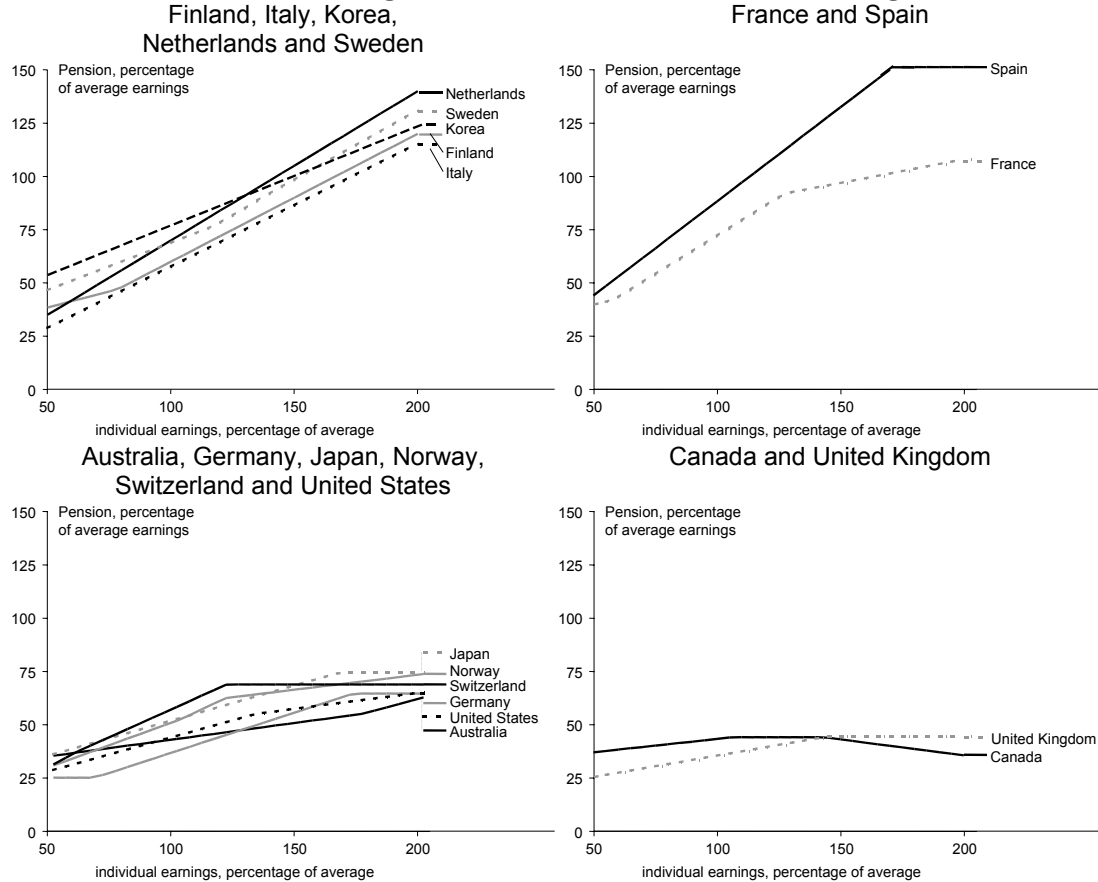 Finland, Italy, Korea,
Netherlands and Sweden
Pension, percentage
of average earnings
150
125
100
75
50
25
0
Netherlands
Sweden
Korea
Finland
Italy
50 100 150 200
individual earnings, percentage of average
France and Spain
Pension, percentage
of average earnings
150
125
100
75
50
25
0
Spain
France
50 100 150 200
individual earnings, percentage of average
Australia, Germany, Japan, Norway,
Switzerland and United States
Pension, percentage
of average earnings
150
125
100
75
50
25
0
Japan
Norway
Switzerland
Germany
United States
Australia
50 100 150 200
individual earnings, percentage of average
Canada and United Kingdom
Pension, percentage
of average earnings
150
125
100
75
50
25
0
United Kingdom
Canada
50 100 150 200
individual earnings, percentage of average